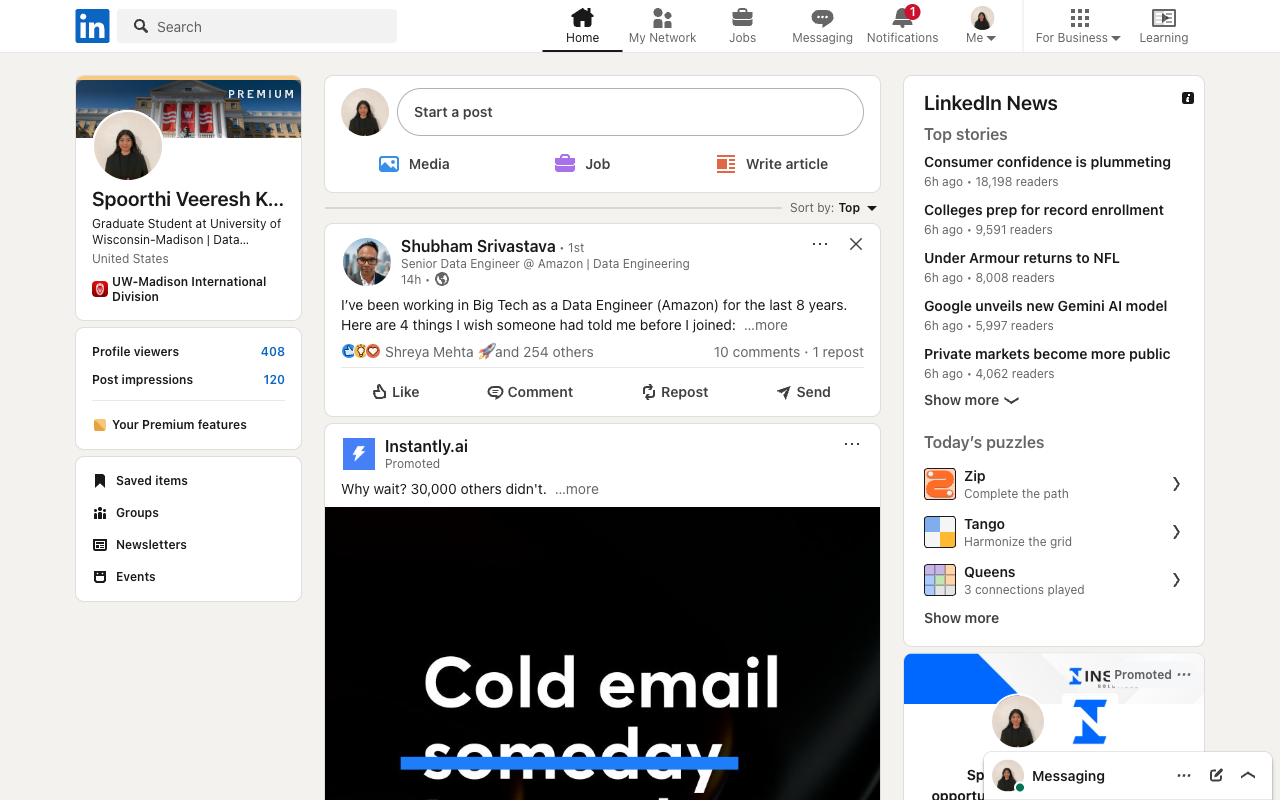 in
Search
Home
My Network
Jobs
Messaging
1
Notifications
Me
For Business
Learning
PREMIUM
Spoorthi Veeresh K...
Graduate Student at University of
Wisconsin-Madison | Data...
United States
UW-Madison International
Division
Profile viewers 408
Post impressions 120
Your Premium features
Saved items
Groups
Newsletters
Events
Start a post
Media
Job
Write article
Sort by: Top
Shubham Srivastava • 1st
Senior Data Engineer @ Amazon | Data Engineering
14h •
I've been working in Big Tech as a Data Engineer (Amazon) for the last 8 years.
Here are 4 things I wish someone had told me before I joined: ...more
Shreya Mehta 🚀and 254 others
10 comments · 1 repost
Like
Comment
Repost
Send
Instantly.ai
Promoted
Why wait? 30,000 others didn't. ...more
Cold email
someday
LinkedIn News
Top stories
Consumer confidence is plummeting
6h ago • 18,198 readers
Colleges prep for record enrollment
6h ago • 9,591 readers
Under Armour returns to NFL
6h ago • 8,008 readers
Google unveils new Gemini AI model
6h ago • 5,997 readers
Private markets become more public
6h ago • 4,062 readers
Show more
Today's puzzles
Zip
Complete the path
Tango
Harmonize the grid
Queens
3 connections played
Show more
Promoted
Messaging